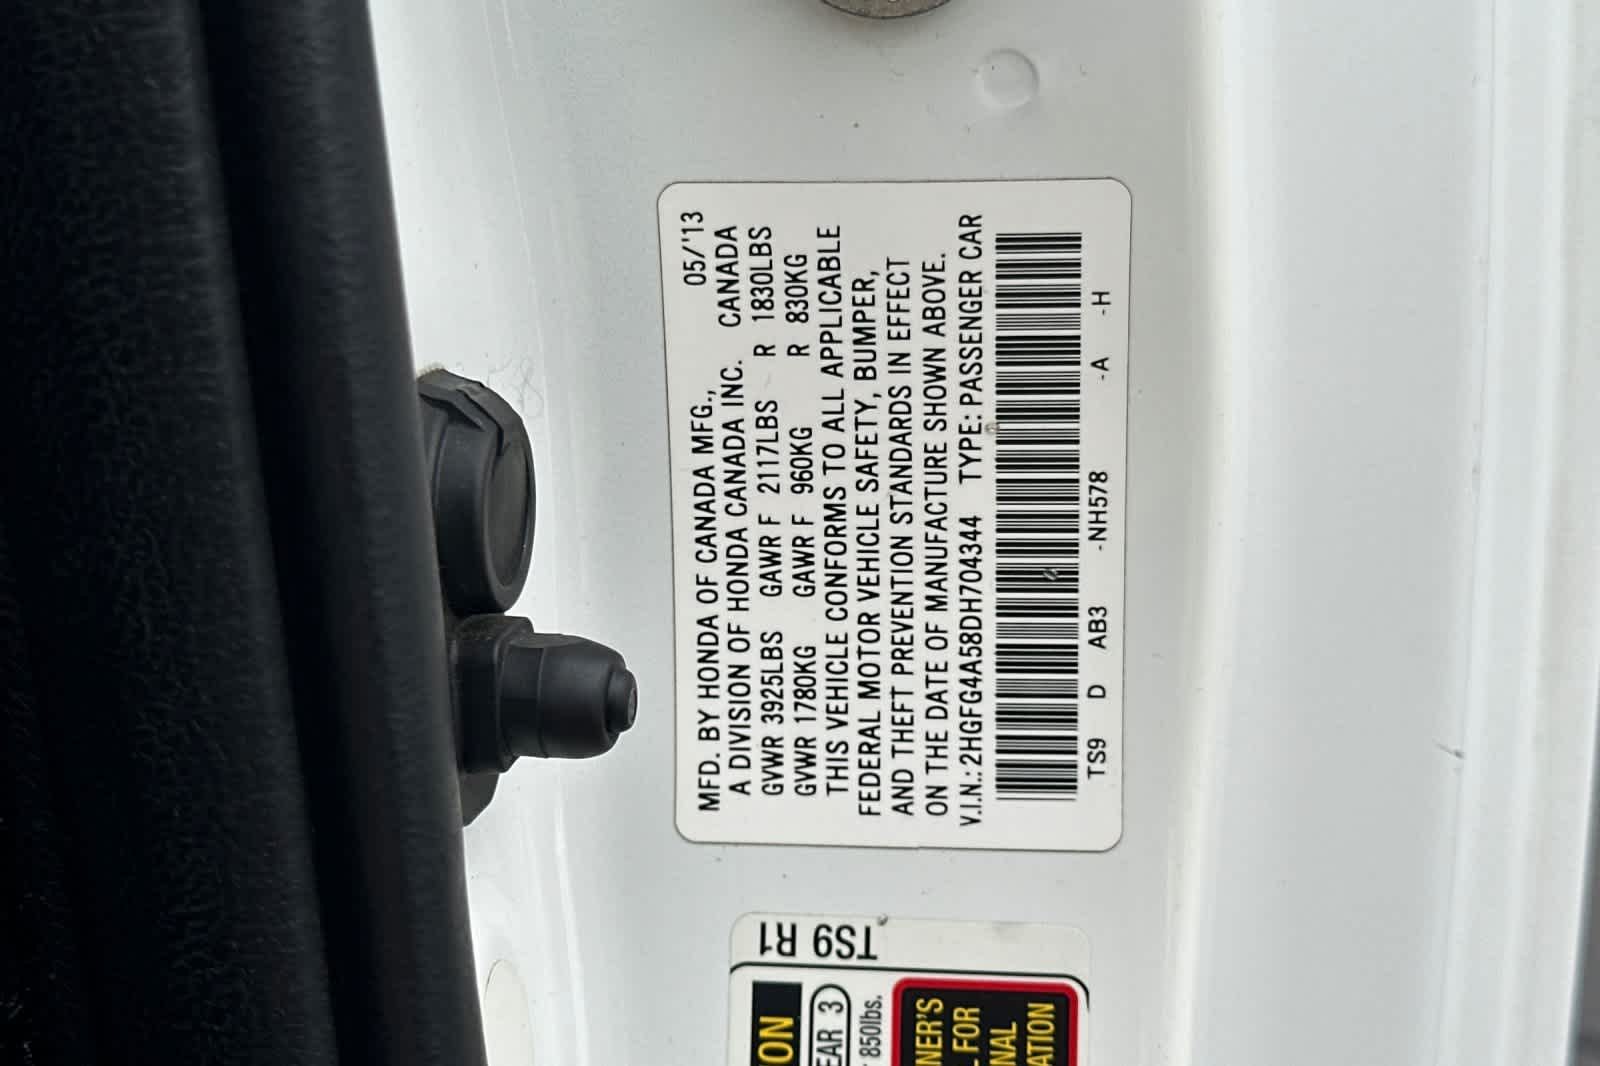 05/'13
MFD. BY HONDA OF CANADA MFG.,
A DIVISION OF HONDA CANADA INC. CANADA
GVWR 3925LBS GAWR F 2117LBS R 1830LBS
GVWR 1780KG GAWR F 960KG R 830KG
THIS VEHICLE CONFORMS TO ALL APPLICABLE
FEDERAL MOTOR VEHICLE SAFETY, BUMPER,
AND THEFT PREVENTION STANDARDS IN EFFECT
ON THE DATE OF MANUFACTURE SHOWN ABOVE.
V.I.N.: 2HGFG4A58DH704344 TYPE: PASSENGER CAR
TS9 D AB3 -NH578 -A -H
TS9 R1
850lbs.